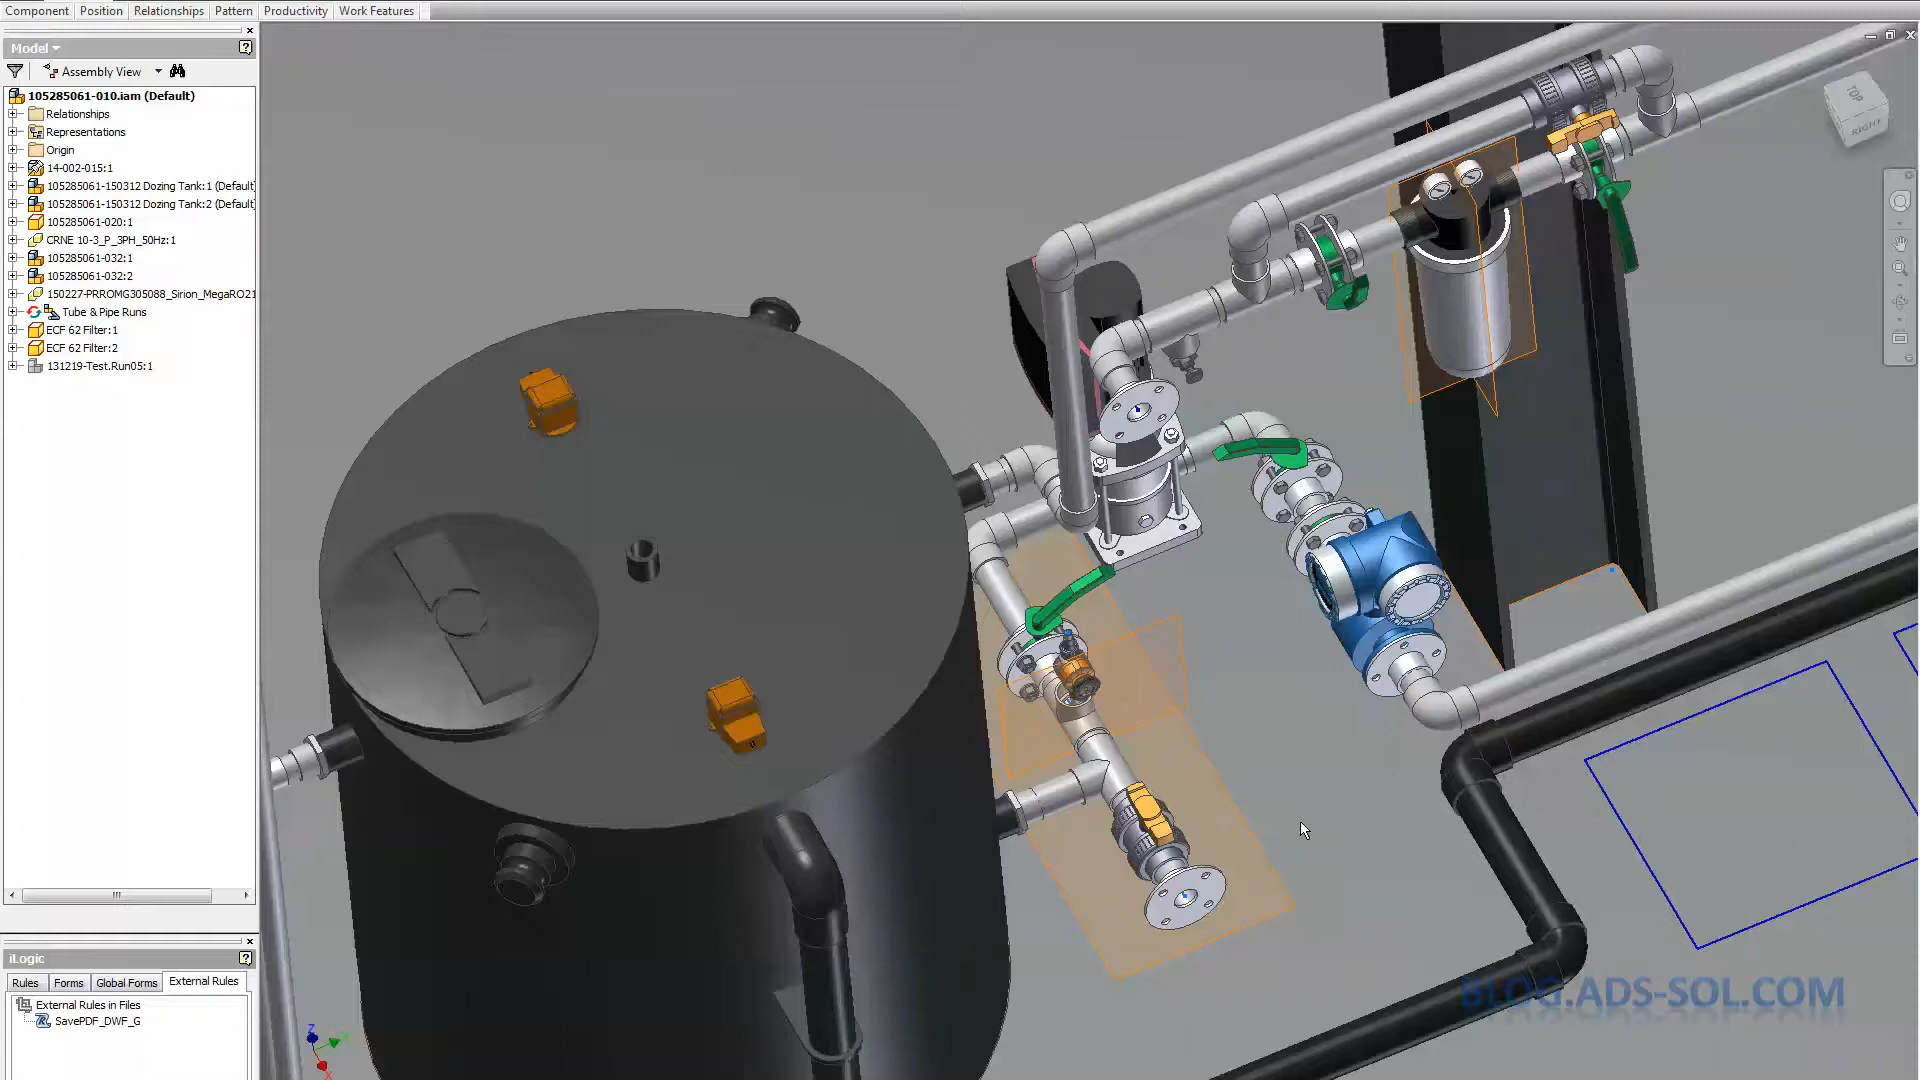 Component Position Relationships Pattern Productivity Work Features
Model
Assembly View
105285061-010.iam (Default)
Relationships
Representations
Origin
14-002-015:1
105285061-150312 Dozing Tank:1 (Default
105285061-150312 Dozing Tank:2 (Default
105285061-020:1
CRNE 10-3_P_3PH_50Hz:1
105285061-032:1
105285061-032:2
150227-PRROMG305088_Sirion_MegaRO21
Tube & Pipe Runs
ECF 62 Filter:1
ECF 62 Filter:2
131219-Test.Run05:1
iLogic
Rules Forms Global Forms External Rules
External Rules in Files
SavePDF_DWF_G
TOP
RIGHT
Z
X
BLOG.ADS-SOL.COM